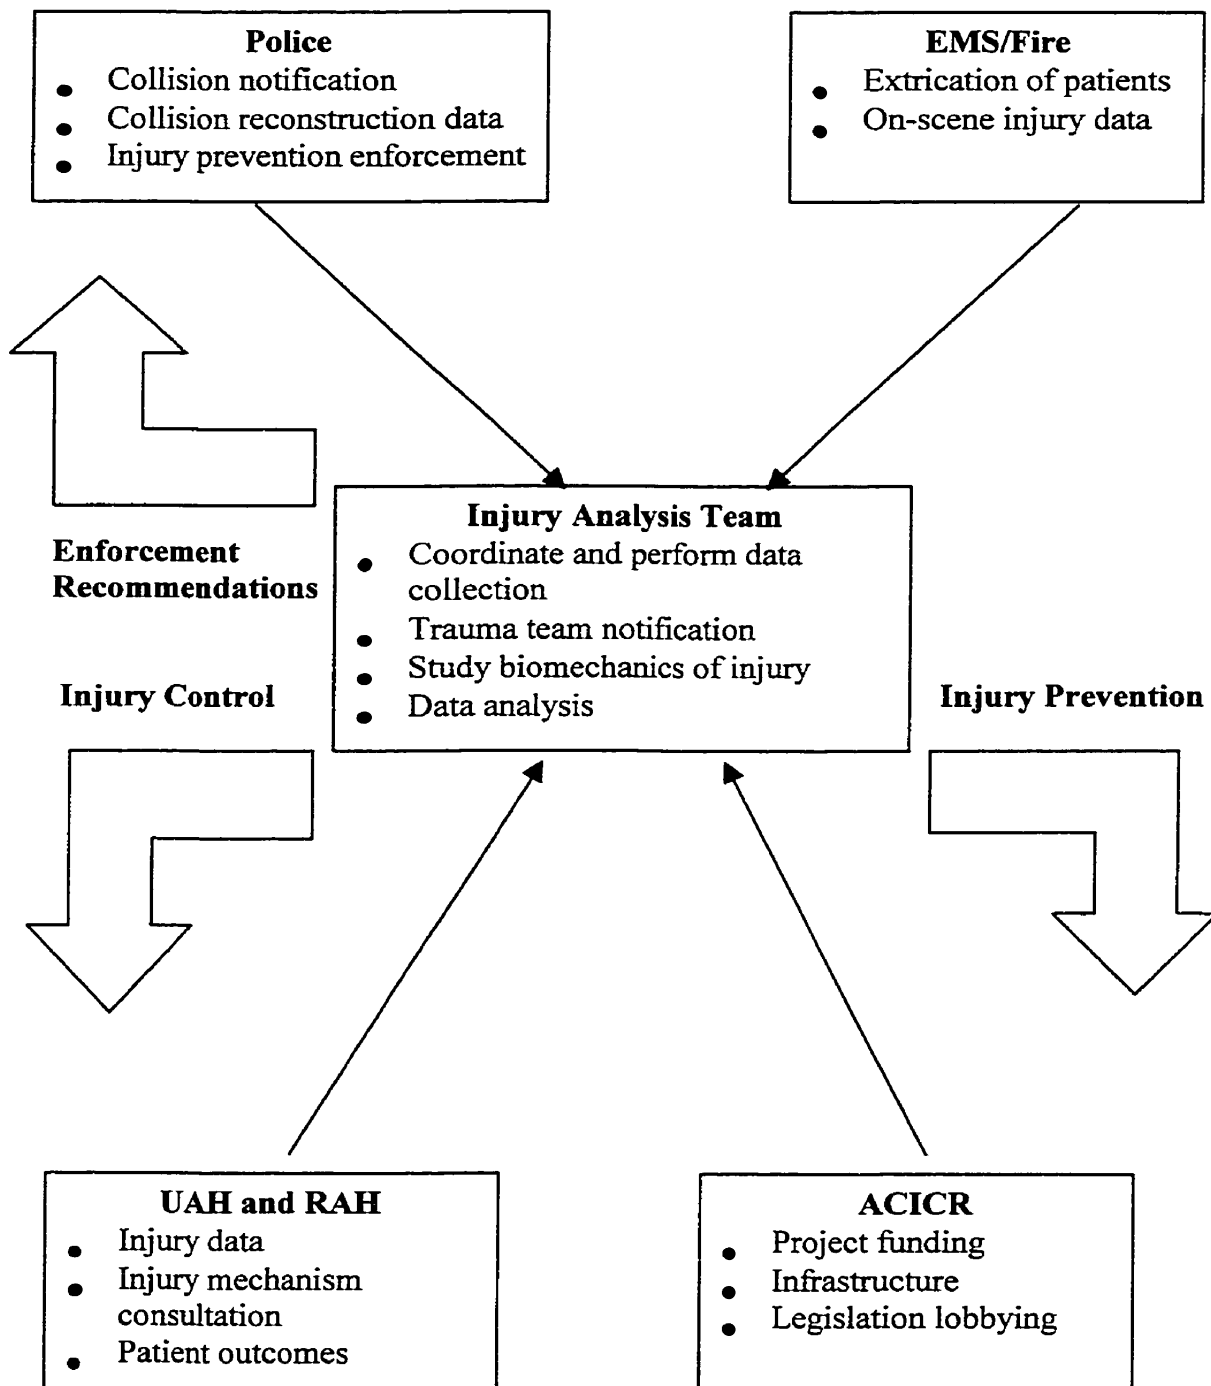 Police
• Collision notification
• Collision reconstruction data
• Injury prevention enforcement
EMS/Fire
• Extrication of patients
• On-scene injury data
Enforcement
Recommendations
Injury Analysis Team
• Coordinate and perform data
collection
• Trauma team notification
• Study biomechanics of injury
• Data analysis
Injury Control
Injury Prevention
UAH and RAH
• Injury data
• Injury mechanism
consultation
• Patient outcomes
ACICR
• Project funding
• Infrastructure
• Legislation lobbying